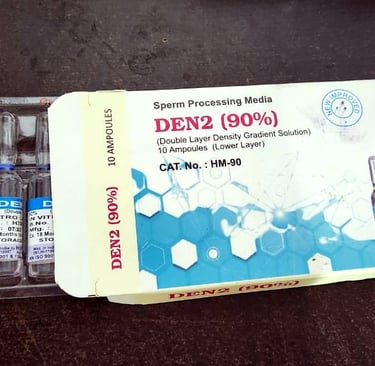 Sperm Processing Media
DEN2 (90%)
(Double Layer Density Gradient Solution)
10 Ampoules (Lower Layer)
CAT. No. : HM-90
NEW IMPROVED
10 AMPOULES
DEN2 (90%)
DEN2 (90%)